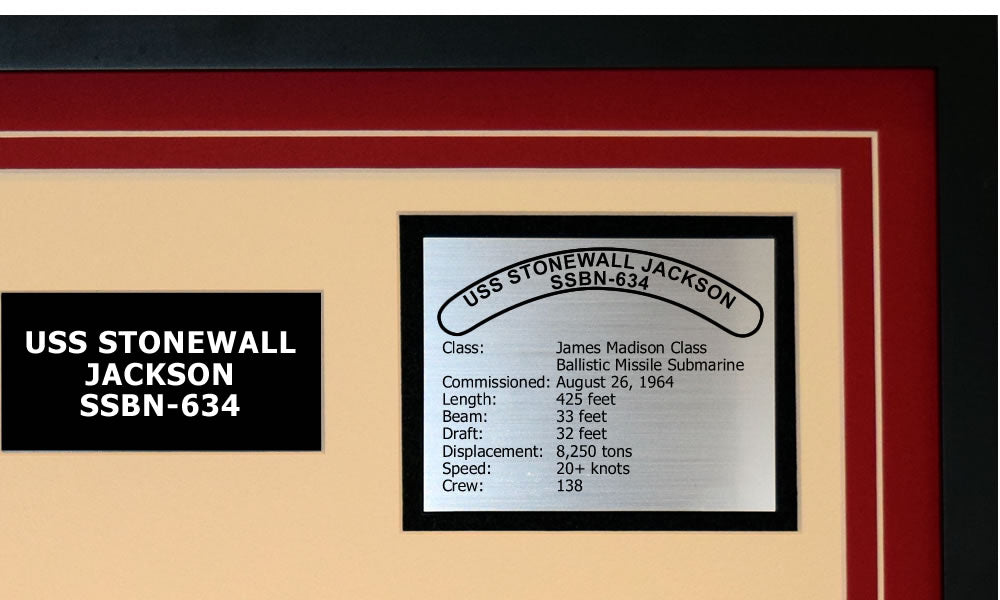 USS STONEWALL
JACKSON
SSBN-634
USS STONEWALL JACKSON
SSBN-634
Class: James Madison Class
Ballistic Missile Submarine
Commissioned: August 26, 1964
Length: 425 feet
Beam: 33 feet
Draft: 32 feet
Displacement: 8,250 tons
Speed: 20+ knots
Crew: 138